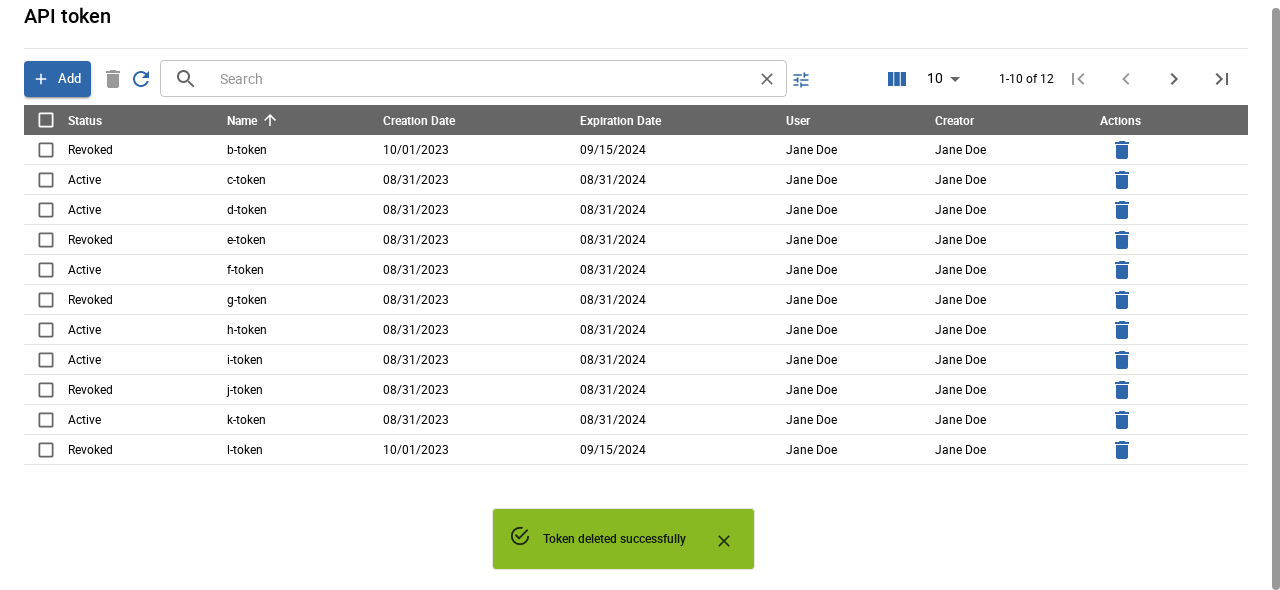 API token
Add Search 10 1-10 of 12
Status Name Creation Date Expiration Date User Creator Actions
Revoked b-token 10/01/2023 09/15/2024 Jane Doe Jane Doe
Active c-token 08/31/2023 08/31/2024 Jane Doe Jane Doe
Active d-token 08/31/2023 08/31/2024 Jane Doe Jane Doe
Revoked e-token 08/31/2023 08/31/2024 Jane Doe Jane Doe
Active f-token 08/31/2023 08/31/2024 Jane Doe Jane Doe
Revoked g-token 08/31/2023 08/31/2024 Jane Doe Jane Doe
Active h-token 08/31/2023 08/31/2024 Jane Doe Jane Doe
Active i-token 08/31/2023 08/31/2024 Jane Doe Jane Doe
Revoked j-token 08/31/2023 08/31/2024 Jane Doe Jane Doe
Active k-token 08/31/2023 08/31/2024 Jane Doe Jane Doe
Revoked l-token 10/01/2023 09/15/2024 Jane Doe Jane Doe
Token deleted successfully